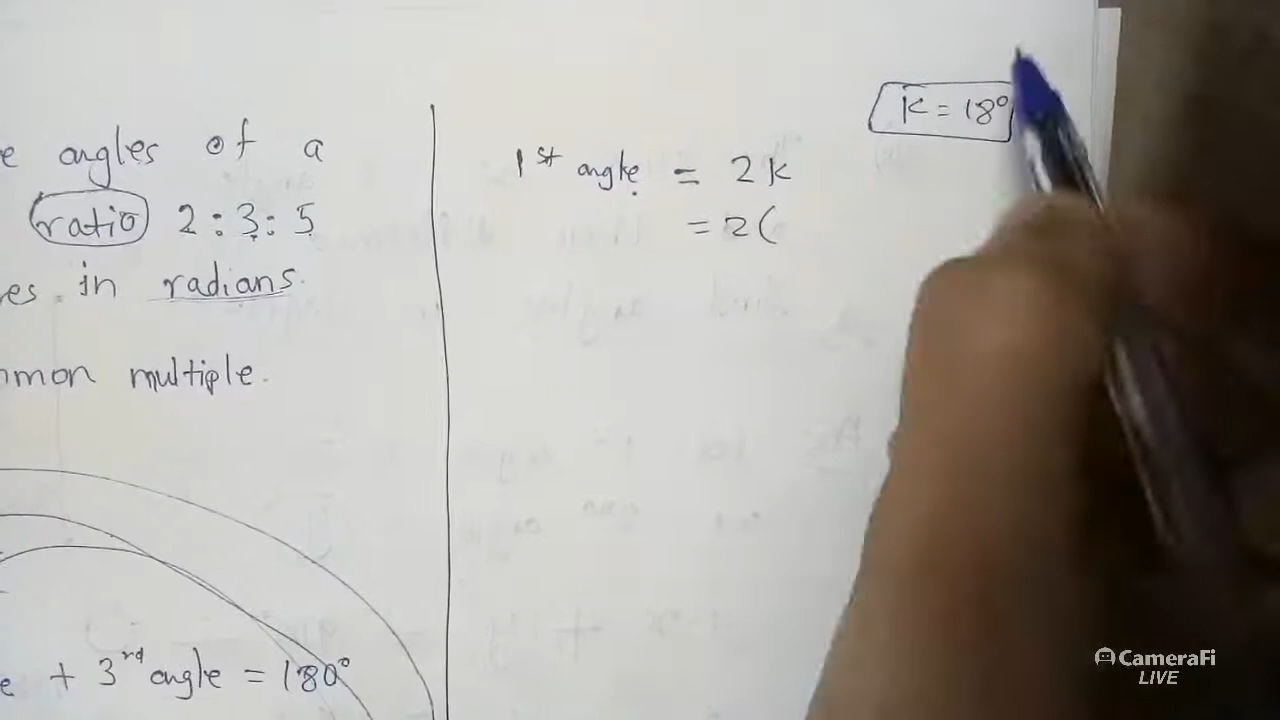 e angles of a
ratio 2 : 3 : 5
es in radians.
mmon multiple.
e + 3rd angle = 180°
K = 18°
1st angle = 2K
= 2(
CameraFi
LIVE